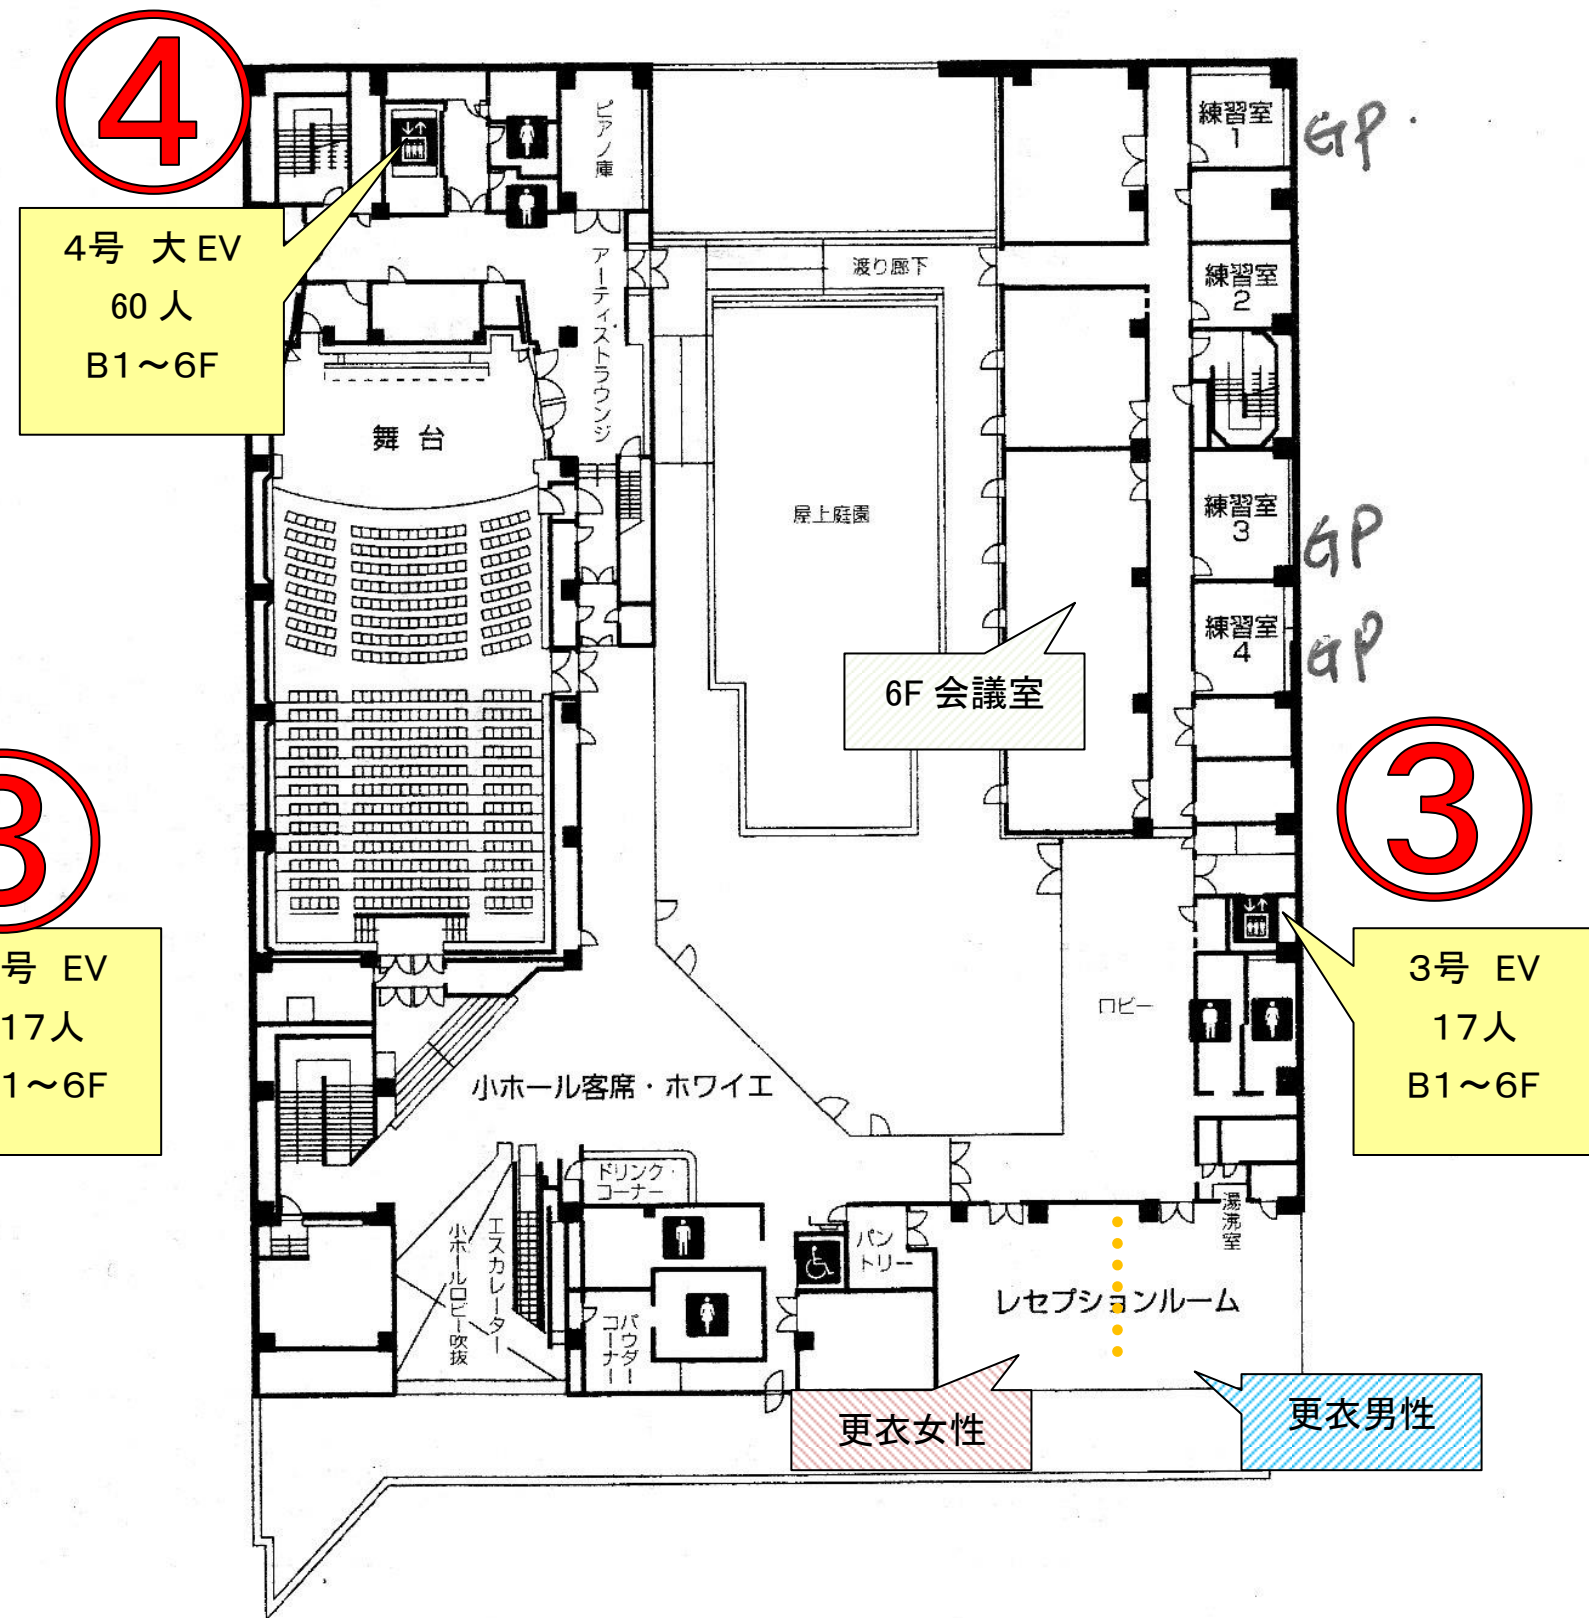 ④
4号 大EV
60人
B1～6F
ピアノ庫
アーティストラウンジ
渡り廊下
練習室
1
GP.
練習室
2
舞台
屋上庭園
練習室
3
GP
練習室
4
GP
6F 会議室
③
号 EV
17人
1～6F
③
3号 EV
17人
B1～6F
ロビー
小ホール客席・ホワイエ
ドリンク
コーナー
エスカレーター
小ホールロビー吹抜
パウダー
コーナー
パン
トリー
湯沸室
レセプションルーム
更衣女性
更衣男性